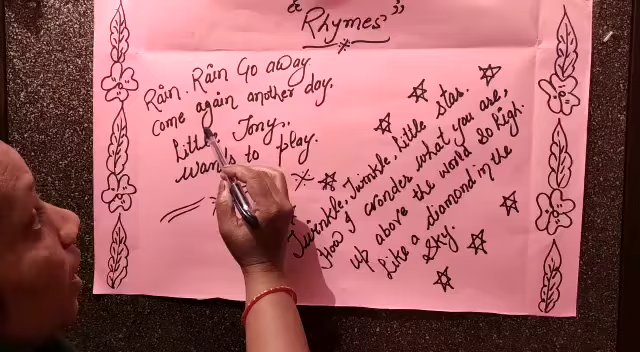 "Rhymes"
Rain. Rain Go away.
Come again another day.
Little Tony,
wants to play.
Twinkle, Twinkle, Little star.
How I wonder what you are,
up above the world so high.
Like a diamond in the
Sky.